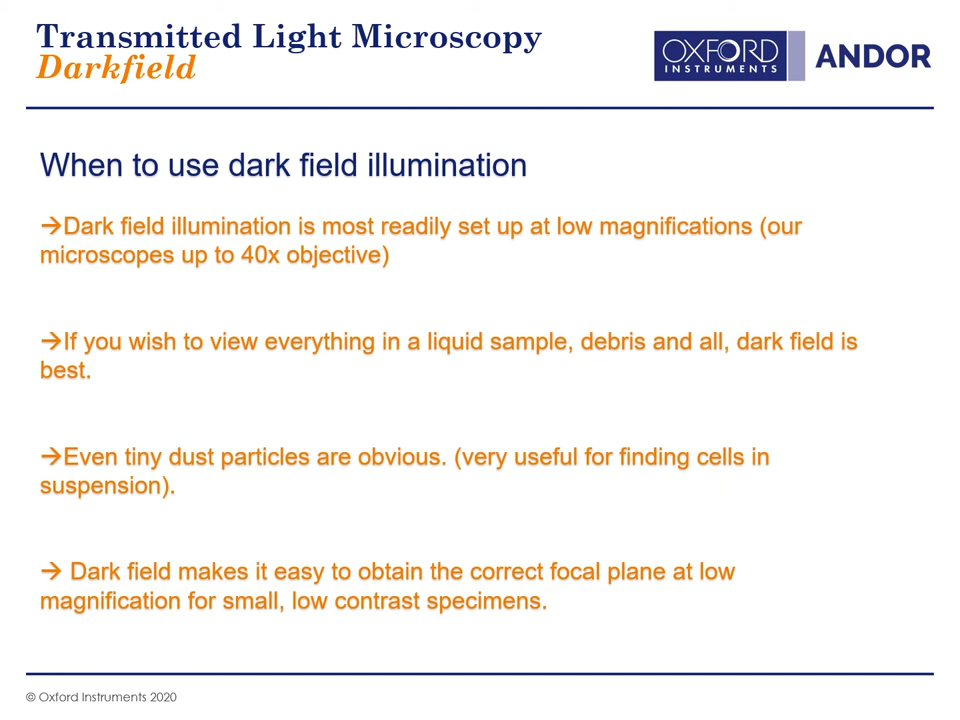 Transmitted Light Microscopy
Darkfield
OXFORD
INSTRUMENTS
ANDOR
When to use dark field illumination
→Dark field illumination is most readily set up at low magnifications (our
microscopes up to 40x objective)
→If you wish to view everything in a liquid sample, debris and all, dark field is
best.
→Even tiny dust particles are obvious. (very useful for finding cells in
suspension).
→ Dark field makes it easy to obtain the correct focal plane at low
magnification for small, low contrast specimens.
© Oxford Instruments 2020